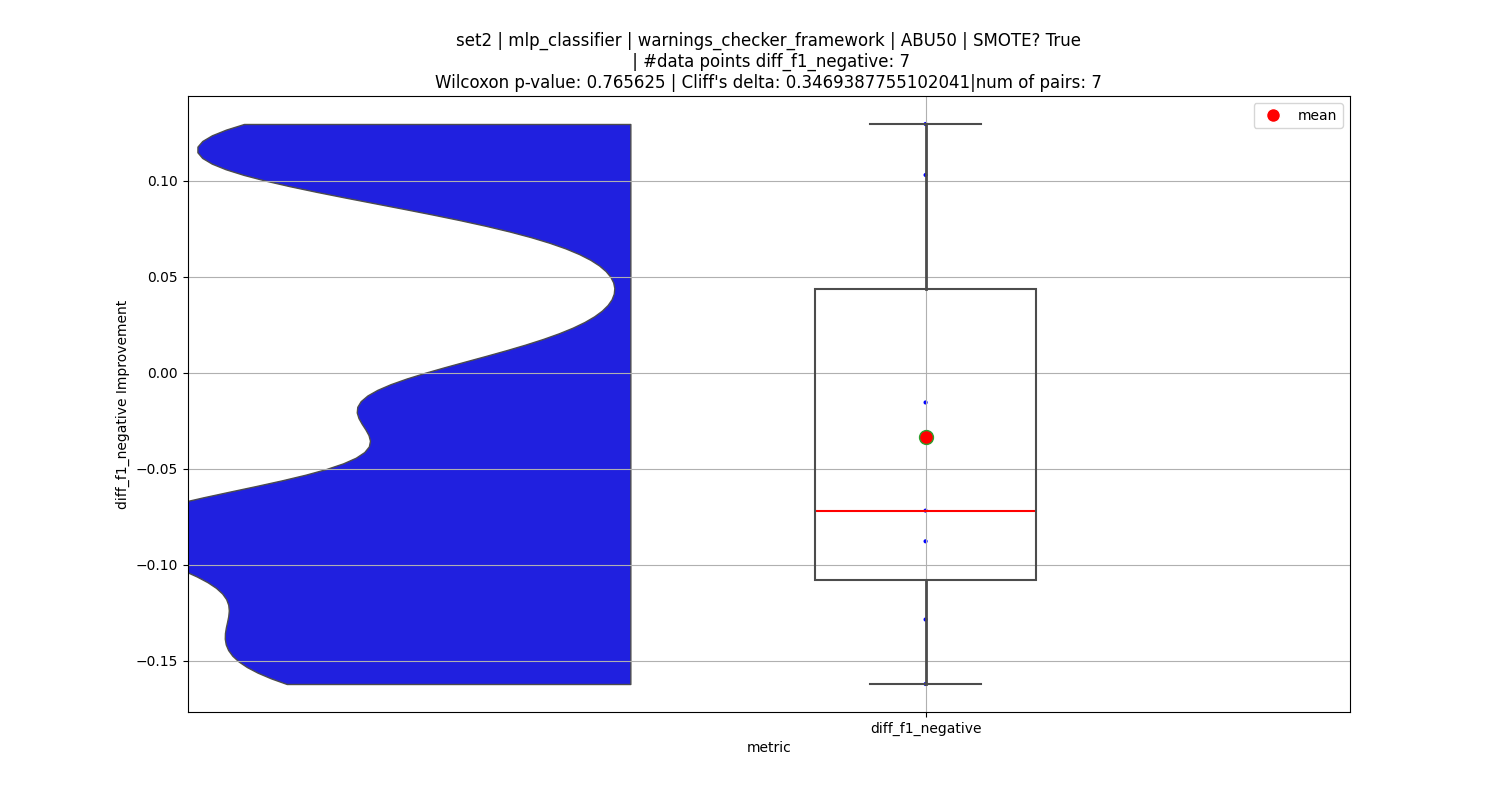 set2 | mlp_classifier | warnings_checker_framework | ABU50 | SMOTE? True
| #data points diff_f1_negative: 7
Wilcoxon p-value: 0.765625 | Cliff's delta: 0.3469387755102041|num of pairs: 7
mean
0.10
0.05
0.00
−0.05
−0.10
−0.15
diff_f1_negative Improvement
diff_f1_negative
metric